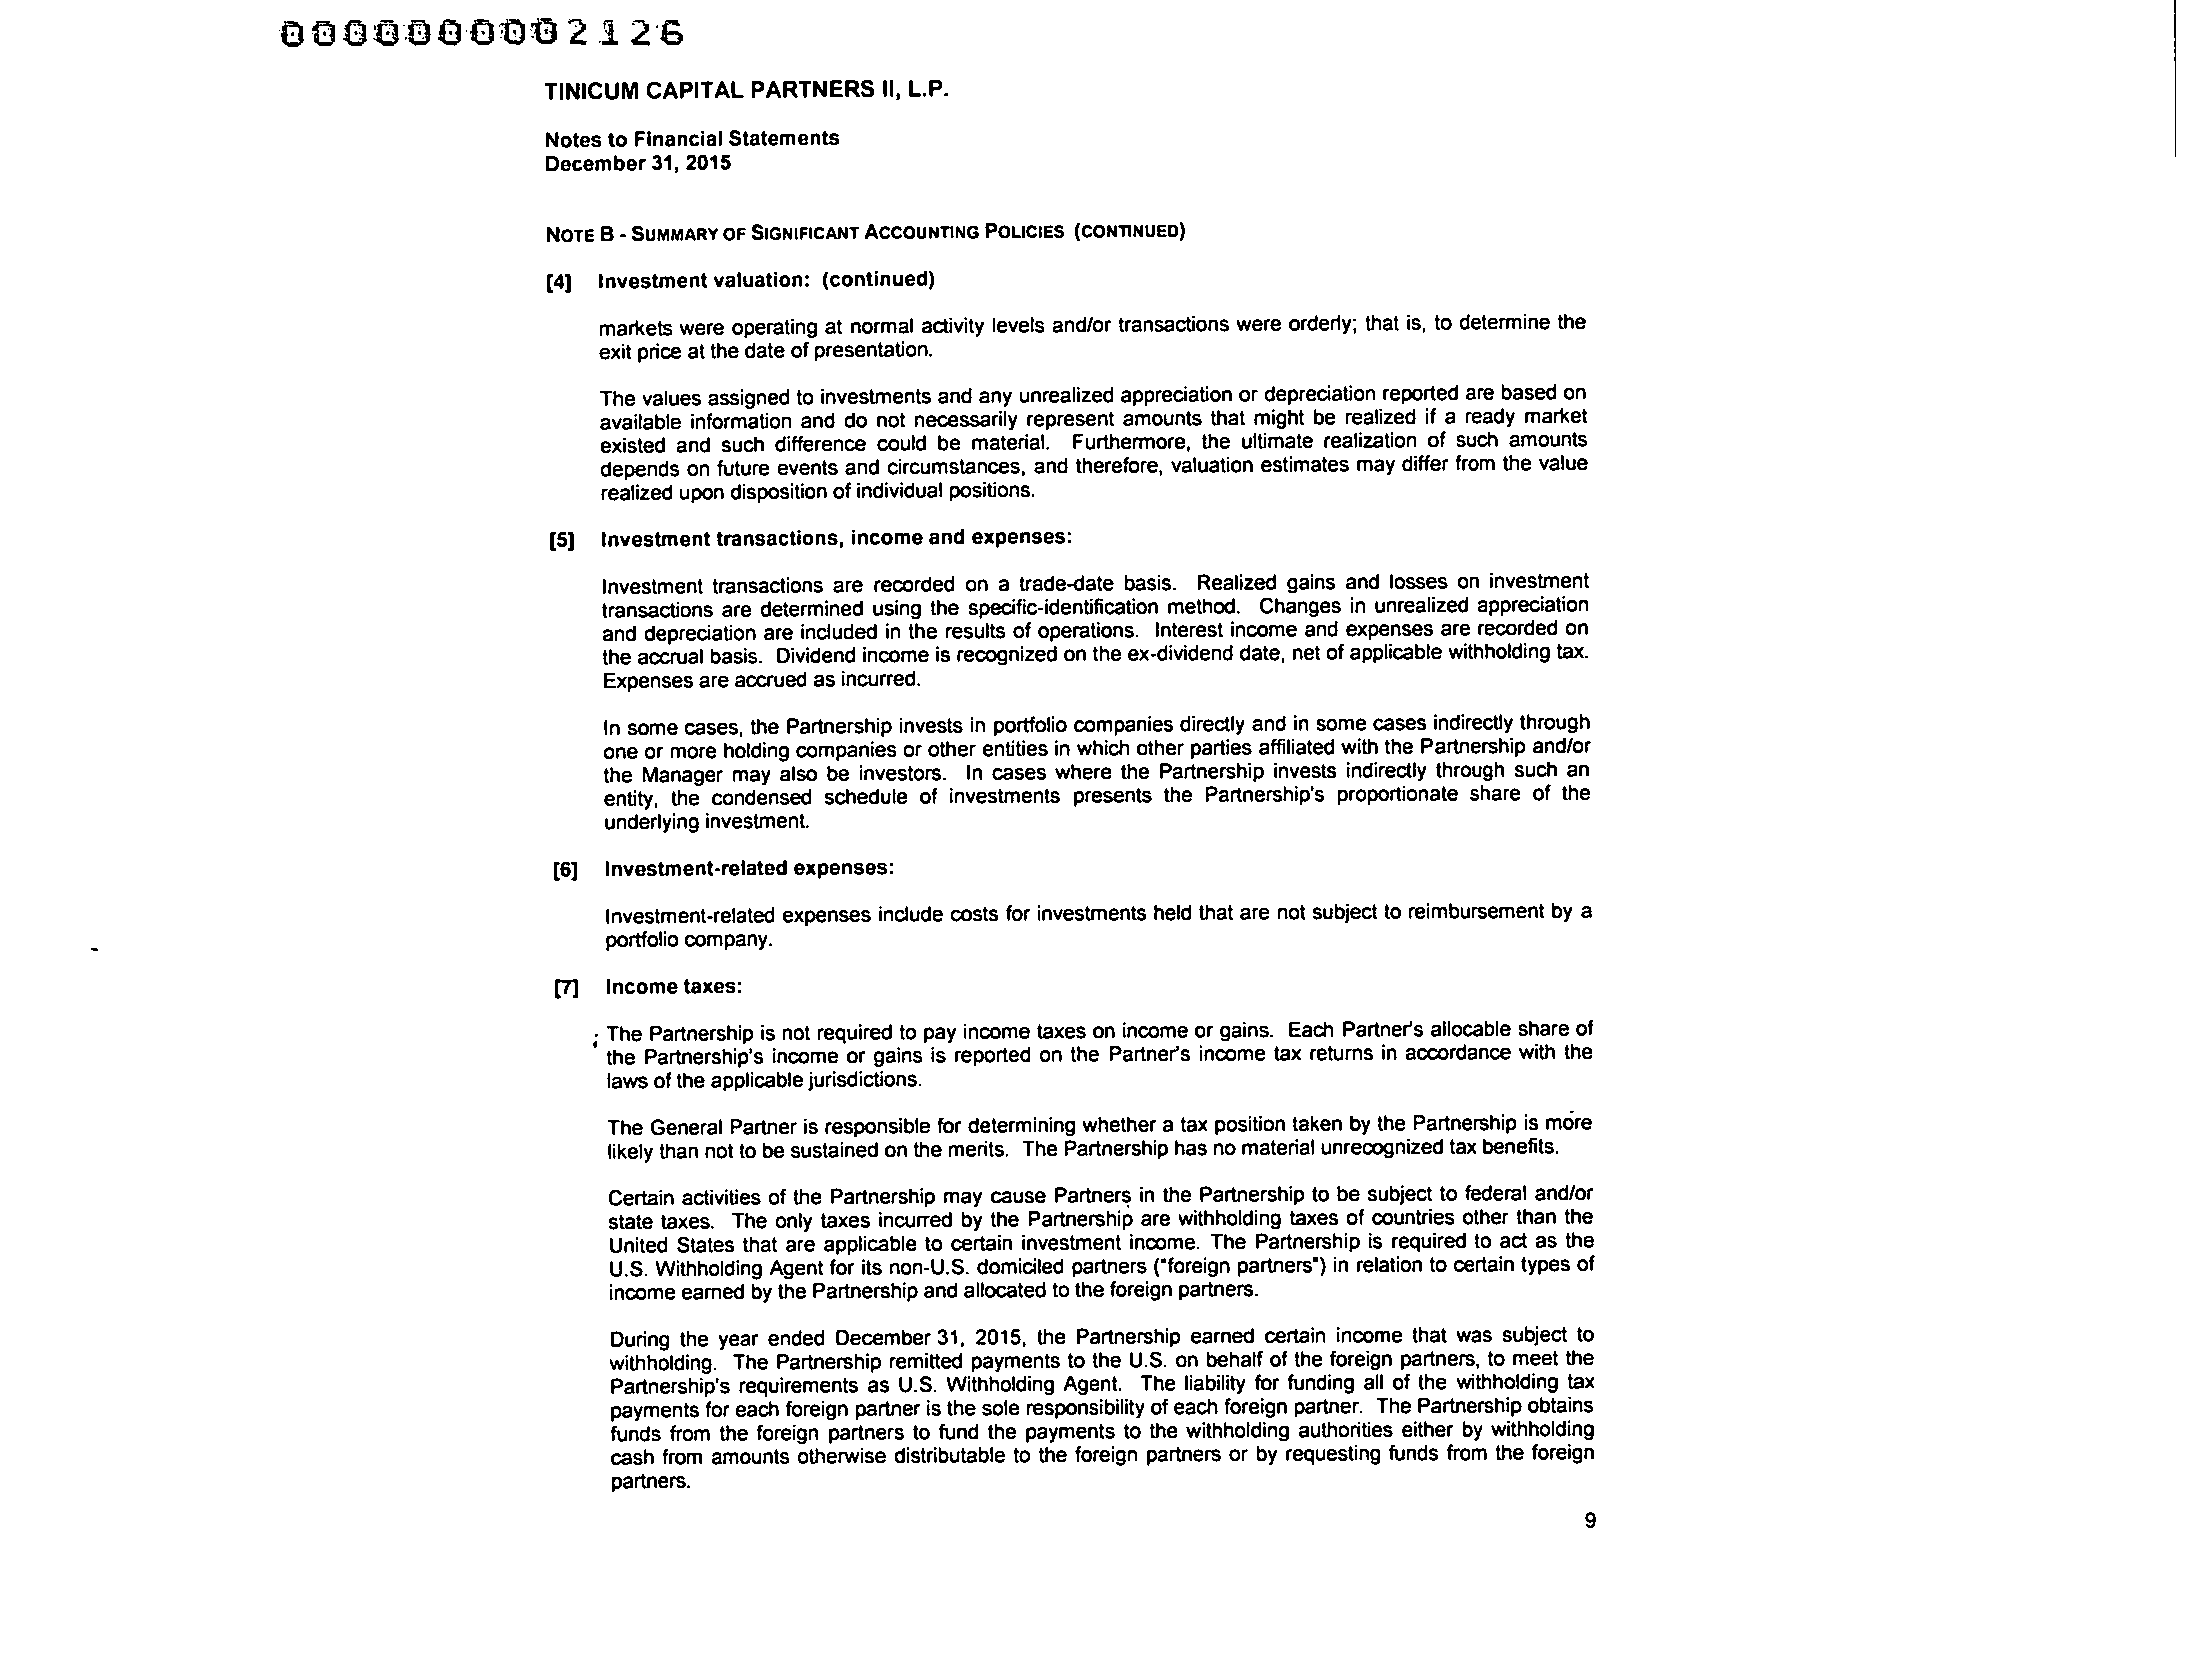 0000000002126
TINICUM CAPITAL PARTNERS II, L.P.
Notes to Financial Statements
December 31, 2015
NOTE B - SUMMARY OF SIGNIFICANT ACCOUNTING POLICIES (CONTINUED)
[4] Investment valuation: (continued)
markets were operating at normal activity levels and/or transactions were orderly; that is, to determine the
exit price at the date of presentation.
The values assigned to investments and any unrealized appreciation or depreciation reported are based on
available information and do not necessarily represent amounts that might be realized if a ready market
existed and such difference could be material. Furthermore, the ultimate realization of such amounts
depends on future events and circumstances, and therefore, valuation estimates may differ from the value
realized upon disposition of individual positions.
[5] Investment transactions, income and expenses:
Investment transactions are recorded on a trade-date basis. Realized gains and losses on investment
transactions are determined using the specific-identification method. Changes in unrealized appreciation
and depreciation are included in the results of operations. Interest income and expenses are recorded on
the accrual basis. Dividend income is recognized on the ex-dividend date, net of applicable withholding tax.
Expenses are accrued as incurred.
In some cases, the Partnership invests in portfolio companies directly and in some cases indirectly through
one or more holding companies or other entities in which other parties affiliated with the Partnership and/or
the Manager may also be investors. In cases where the Partnership invests indirectly through such an
entity, the condensed schedule of investments presents the Partnership's proportionate share of the
underlying investment.
[6] Investment-related expenses:
Investment-related expenses include costs for investments held that are not subject to reimbursement by a
portfolio company.
[7] Income taxes:
The Partnership is not required to pay income taxes on income or gains. Each Partner's allocable share of
the Partnership's income or gains is reported on the Partner's income tax returns in accordance with the
laws of the applicable jurisdictions.
The General Partner is responsible for determining whether a tax position taken by the Partnership is more
likely than not to be sustained on the merits. The Partnership has no material unrecognized tax benefits.
Certain activities of the Partnership may cause Partners in the Partnership to be subject to federal and/or
state taxes. The only taxes incurred by the Partnership are withholding taxes of countries other than the
United States that are applicable to certain investment income. The Partnership is required to act as the
U.S. Withholding Agent for its non-U.S. domiciled partners ("foreign partners") in relation to certain types of
income earned by the Partnership and allocated to the foreign partners.
During the year ended December 31, 2015, the Partnership earned certain income that was subject to
withholding. The Partnership remitted payments to the U.S. on behalf of the foreign partners, to meet the
Partnership's requirements as U.S. Withholding Agent. The liability for funding all of the withholding tax
payments for each foreign partner is the sole responsibility of each foreign partner. The Partnership obtains
funds from the foreign partners to fund the payments to the withholding authorities either by withholding
cash from amounts otherwise distributable to the foreign partners or by requesting funds from the foreign
partners.
9